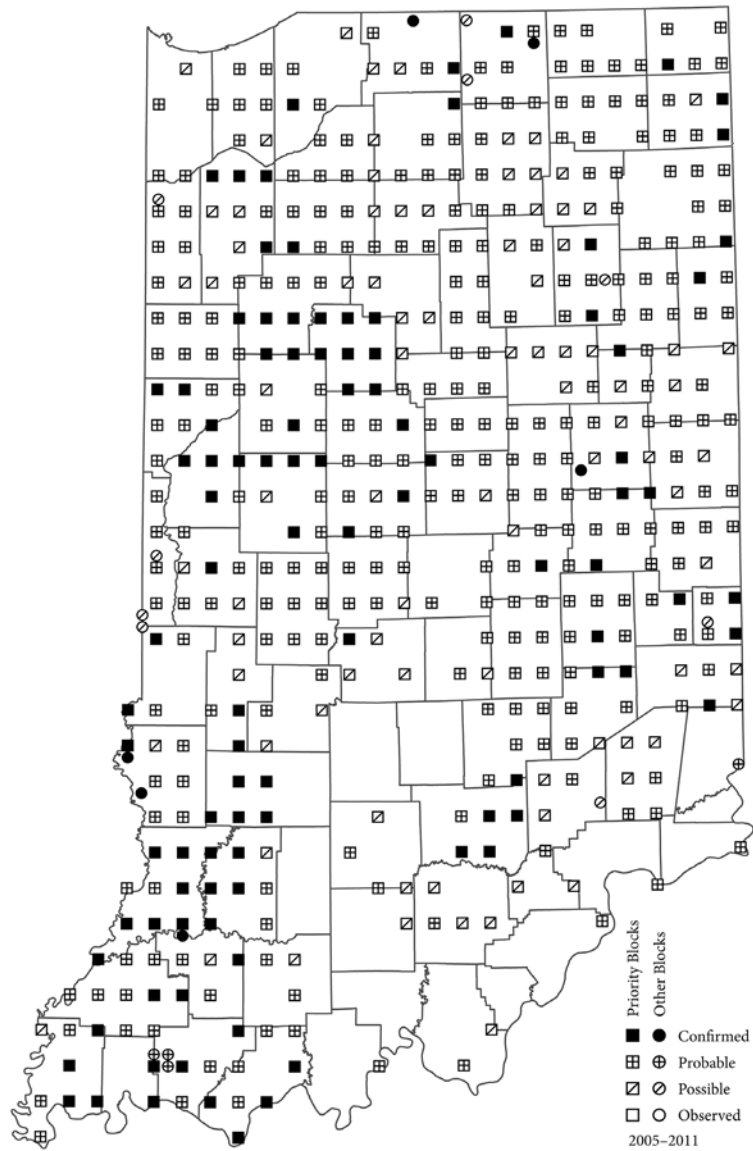 Priority Blocks
Other Blocks
Confirmed
Probable
Possible
Observed
2005–2011